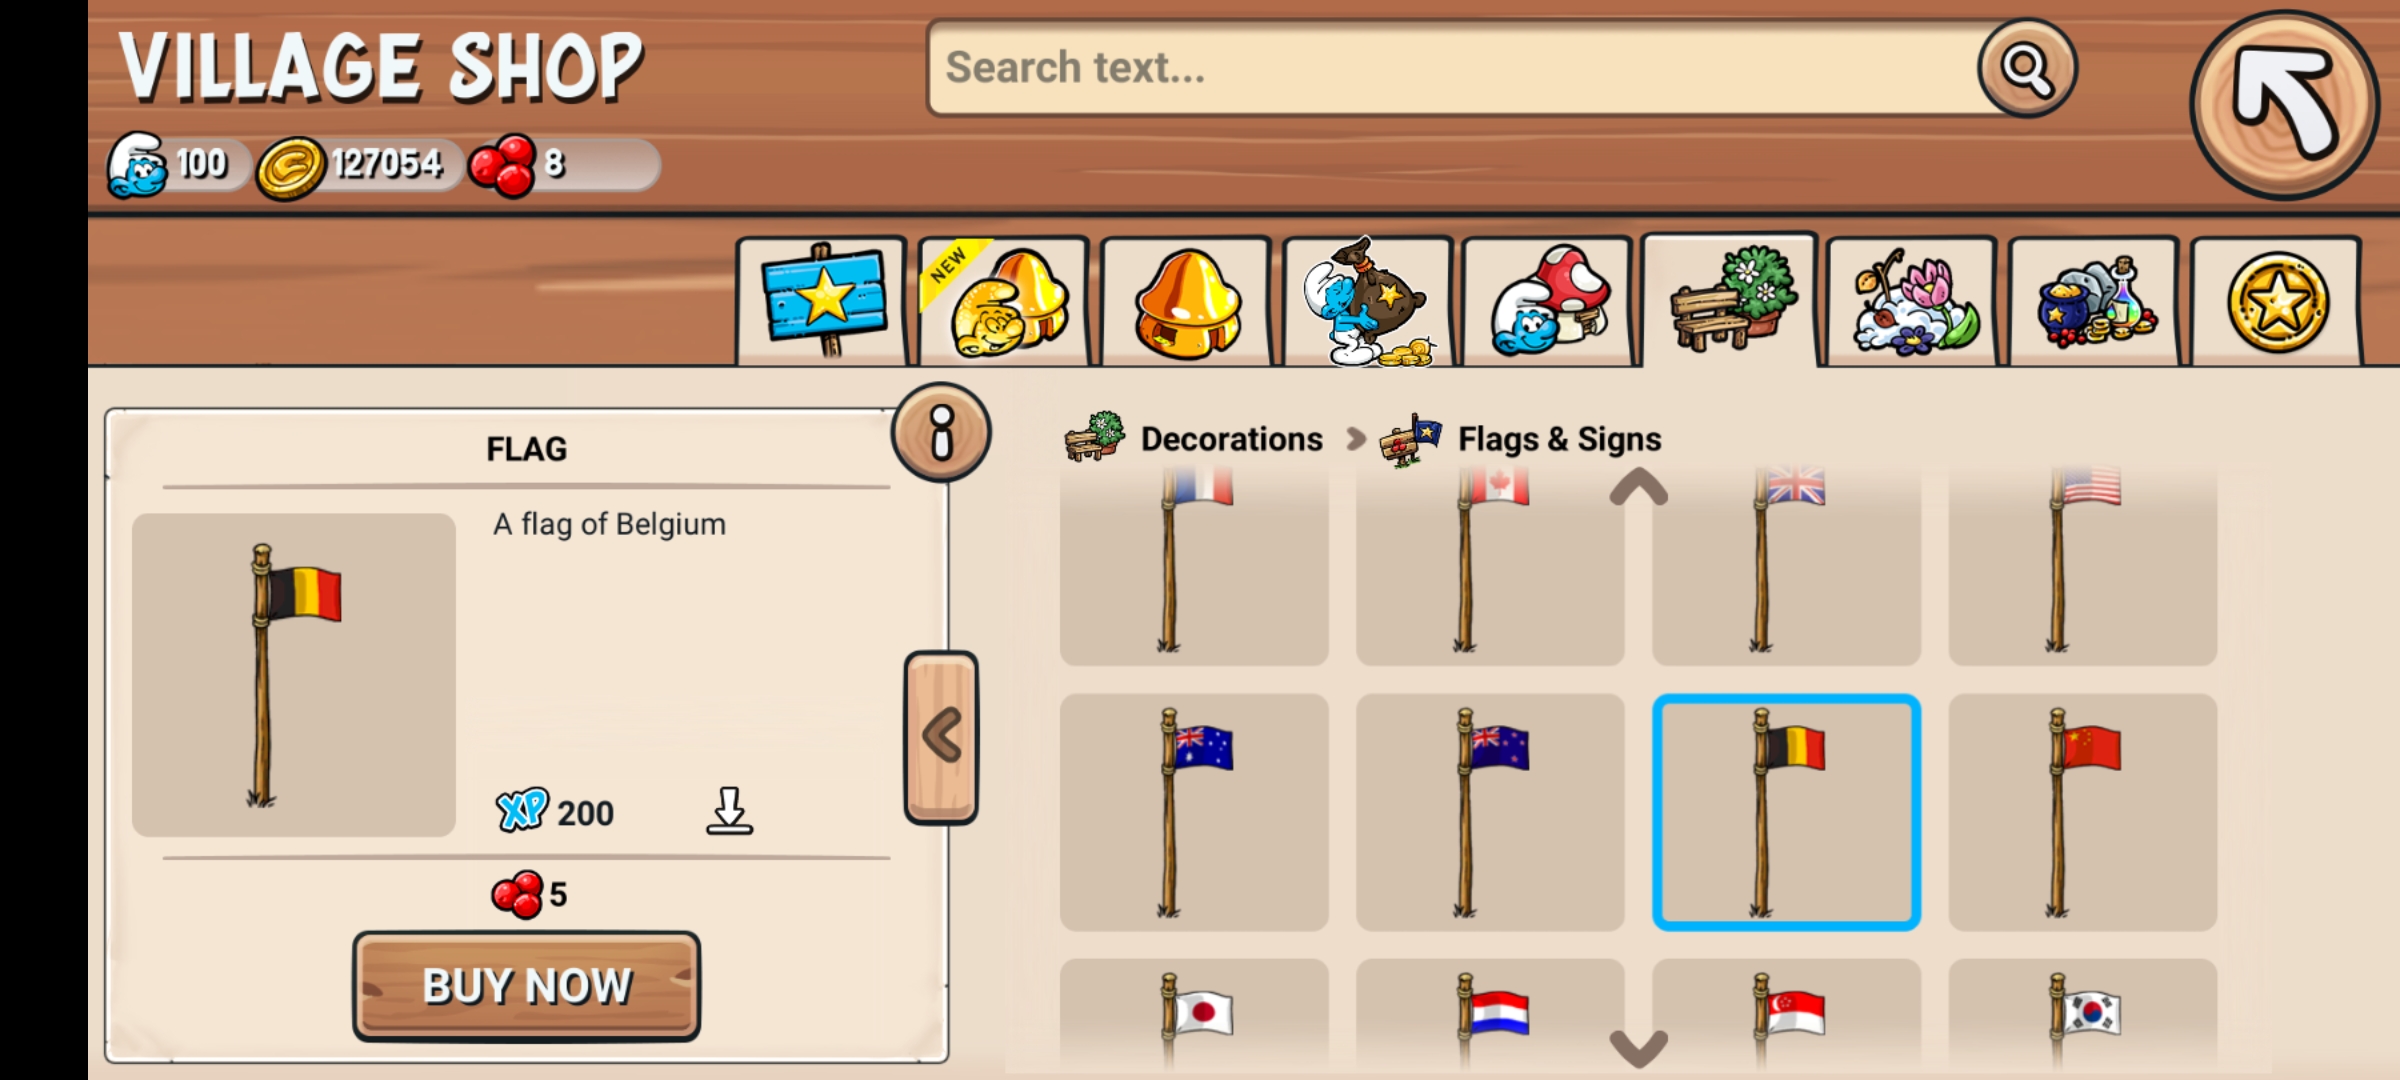 VILLAGE SHOP
Search text...
100
127054
8
NEW
FLAG
A flag of Belgium
XP 200
5
BUY NOW
Decorations
Flags & Signs